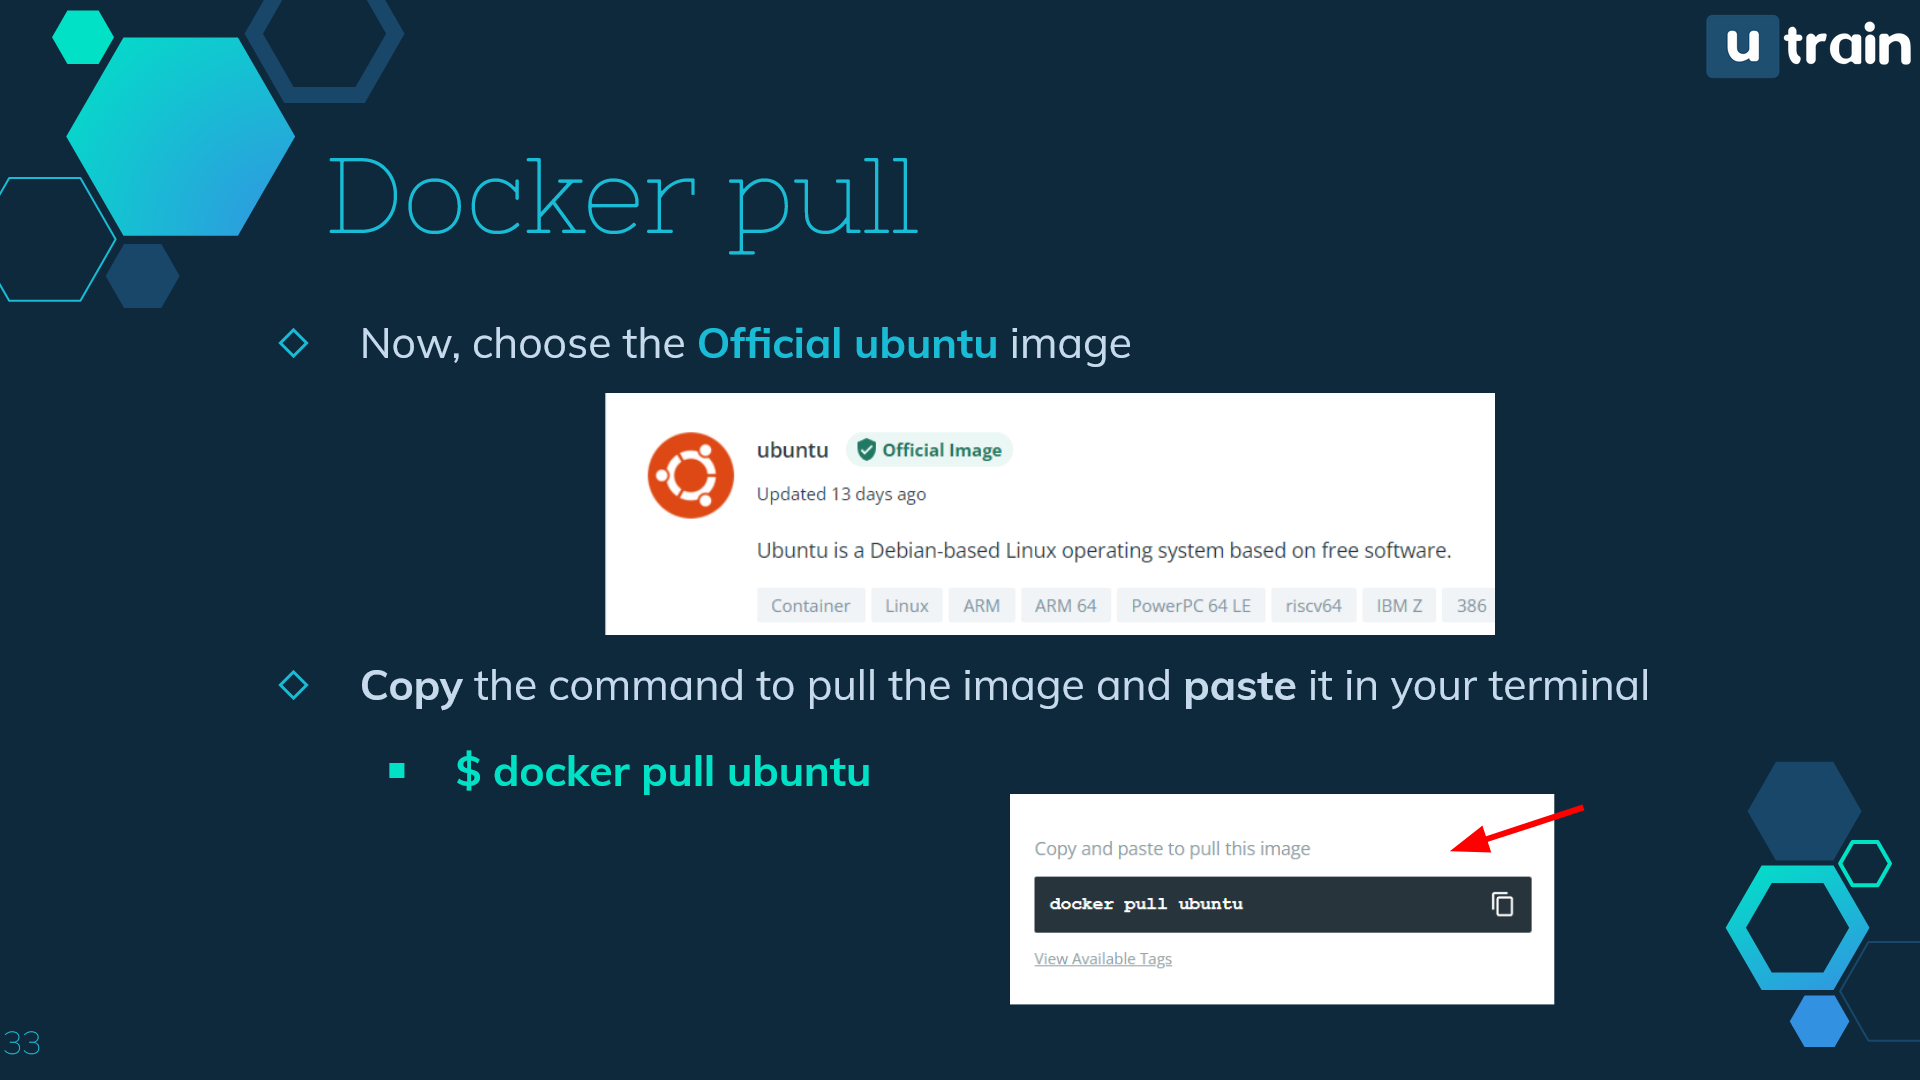 u train
Docker pull
Now, choose the Official ubuntu image
ubuntu Official Image
Updated 13 days ago
Ubuntu is a Debian-based Linux operating system based on free software.
Container Linux ARM ARM 64 PowerPC 64 LE riscv64 IBM Z 386
Copy the command to pull the image and paste it in your terminal
$ docker pull ubuntu
Copy and paste to pull this image
docker pull ubuntu
View Available Tags
33